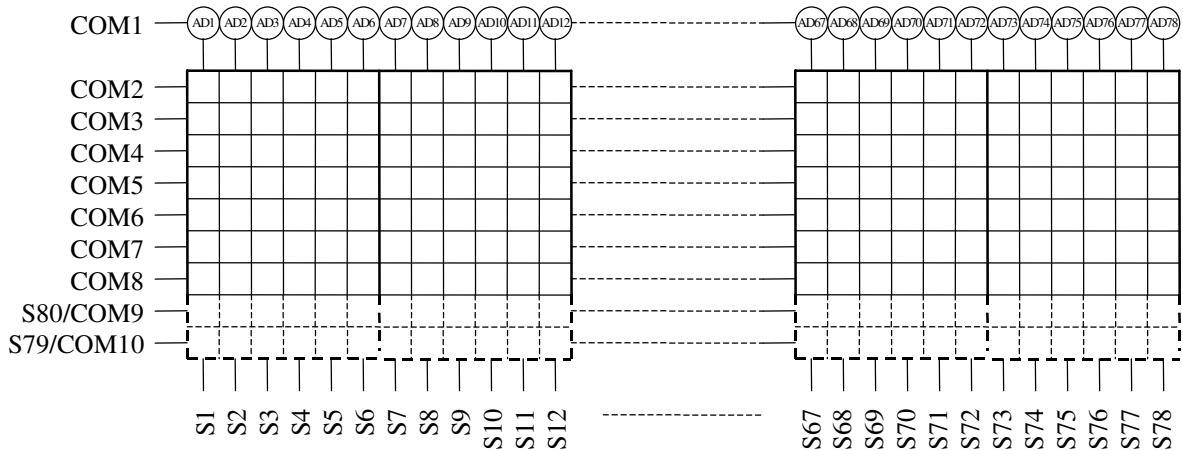 COM1 AD1 AD2 AD3 AD4 AD5 AD6 AD7 AD8 AD9 AD10 AD11 AD12 AD67 AD68 AD69 AD70 AD71 AD72 AD73 AD74 AD75 AD76 AD77 AD78
COM2
COM3
COM4
COM5
COM6
COM7
COM8
S80/COM9
S79/COM10
S1 S2 S3 S4 S5 S6 S7 S8 S9 S10 S11 S12 S67 S68 S69 S70 S71 S72 S73 S74 S75 S76 S77 S78